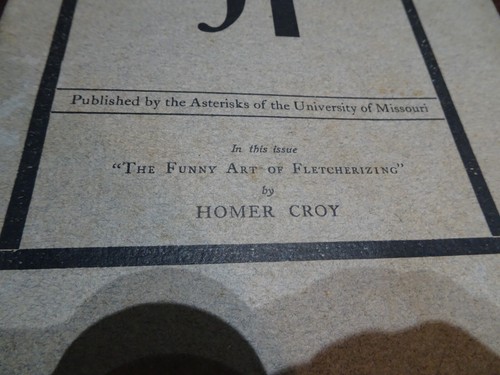 Published by the Asterisks of the University of Missouri
In this issue
"THE FUNNY ART OF FLETCHERIZING"
by
HOMER CROY